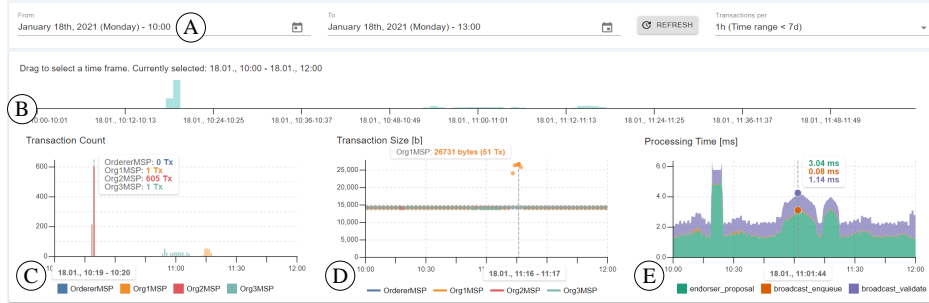 From
January 18th, 2021 (Monday) - 10:00
A
To
January 18th, 2021 (Monday) - 13:00
REFRESH
Transactions per
1h (Time range < 7d)
Drag to select a time frame. Currently selected: 18.01., 10:00 - 18.01., 12:00
B
10:00-10:01
18.01., 10:12-10:13
18.01., 10:24-10:25
18.01., 10:36-10:37
18.01., 10:48-10:49
18.01., 11:00-11:01
18.01., 11:12-11:13
18.01., 11:24-11:25
18.01., 11:36-11:37
18.01., 11:48-11:49
Transaction Count
600
400
200
0
OrdererMSP: 0 Tx
Org1MSP: 1 Tx
Org2MSP: 605 Tx
Org3MSP: 1 Tx
11:00
11:30
12:00
C
18.01., 10:19 - 10:20
OrdererMSP
Org1MSP
Org2MSP
Org3MSP
Transaction Size [b]
Org1MSP: 26731 bytes (51 Tx)
25,000
20,000
15,000
10,000
5,000
0
10:00
10:30
12:00
D
18.01., 11:16 - 11:17
OrdererMSP
Org1MSP
Org2MSP
Org3MSP
Processing Time [ms]
6.0
4.0
2.0
0.0
3.04 ms
0.08 ms
1.14 ms
10:00
10:30
11:30
12:00
E
18.01., 11:01:44
endorser_proposal
broadcast_enqueue
broadcast_validate